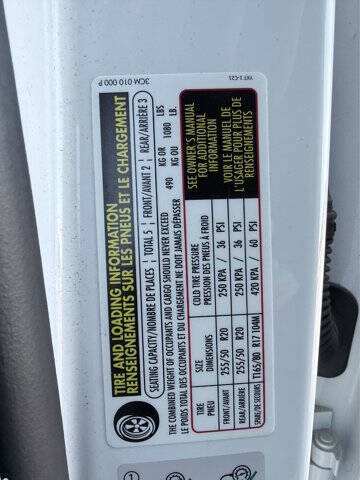 3CM 010 000 P
YKT 1-C21
TIRE AND LOADING INFORMATION
RENSEIGNEMENTS SUR LES PNEUS ET LE CHARGEMENT
SEATING CAPACITY/NOMBRE DE PLACES | TOTAL 5 | FRONT/AVANT 2 | REAR/ARRIÈRE 3
THE COMBINED WEIGHT OF OCCUPANTS AND CARGO SHOULD NEVER EXCEED 490 KG OR 1080 LBS
LE POIDS TOTAL DES OCCUPANTS ET DU CHARGEMENT NE DOIT JAMAIS DÉPASSER KG OU LB.
TIRE SIZE COLD TIRE PRESSURE
PNEU DIMENSIONS PRESSION DES PNEUS À FROID
FRONT/AVANT 255/50 R20 250 KPA / 36 PSI
REAR/ARRIÈRE 255/50 R20 250 KPA / 36 PSI
SPARE/DE SECOURS T165/80 R17 104M 420 KPA / 60 PSI
SEE OWNER'S MANUAL
FOR ADDITIONAL
INFORMATION
VOIR LE MANUEL DE
L'USAGER POUR PLUS DE
RENSEIGNEMENTS